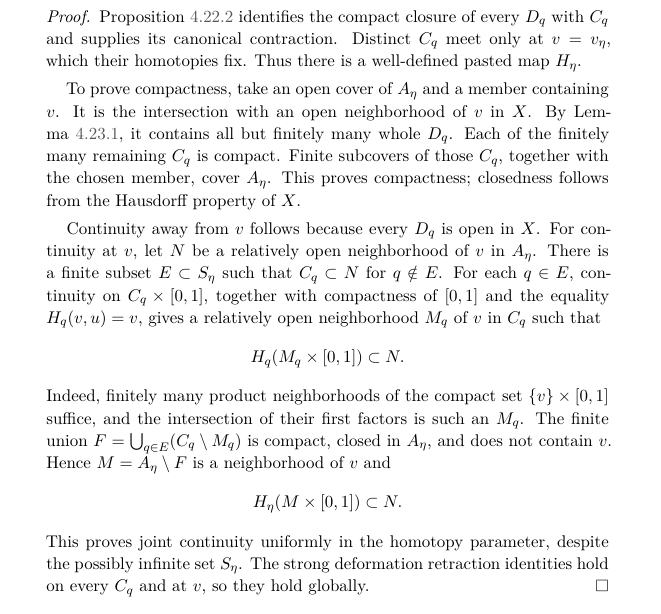 Proof. Proposition 4.22.2 identifies the compact closure of every D_q with C_q
and supplies its canonical contraction. Distinct C_q meet only at v = v_η,
which their homotopies fix. Thus there is a well-defined pasted map H_η.
To prove compactness, take an open cover of A_η and a member containing
v. It is the intersection with an open neighborhood of v in X. By Lem-
ma 4.23.1, it contains all but finitely many whole D_q. Each of the finitely
many remaining C_q is compact. Finite subcovers of those C_q, together with
the chosen member, cover A_η. This proves compactness; closedness follows
from the Hausdorff property of X.
Continuity away from v follows because every D_q is open in X. For con-
tinuity at v, let N be a relatively open neighborhood of v in A_η. There is
a finite subset E ⊂ S_η such that C_q ⊂ N for q ∉ E. For each q ∈ E, con-
tinuity on C_q × [0, 1], together with compactness of [0, 1] and the equality
H_q(v, u) = v, gives a relatively open neighborhood M_q of v in C_q such that
H_q(M_q × [0, 1]) ⊂ N.
Indeed, finitely many product neighborhoods of the compact set {v} × [0, 1]
suffice, and the intersection of their first factors is such an M_q. The finite
union F = ⋃_{q∈E}(C_q \ M_q) is compact, closed in A_η, and does not contain v.
Hence M = A_η \ F is a neighborhood of v and
H_η(M × [0, 1]) ⊂ N.
This proves joint continuity uniformly in the homotopy parameter, despite
the possibly infinite set S_η. The strong deformation retraction identities hold
on every C_q and at v, so they hold globally. □